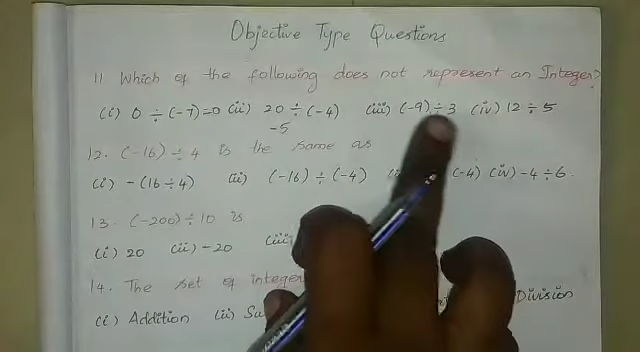 Objective Type Questions
11. Which of the following does not represent an Integer?
(i) 0 ÷ (-7)=0 (ii) 20 ÷ (-4) (iii) (-9) ÷ 3 (iv) 12 ÷ 5
-5
12. (-16) ÷ 4 is the same as
(i) -(16÷4) (ii) (-16) ÷ (-4) (-4) (iv) -4 ÷ 6.
13. (-200) ÷ 10 is
(i) 20 (ii) -20 (iii)
14. The set of integer
(i) Addition (ii) Division